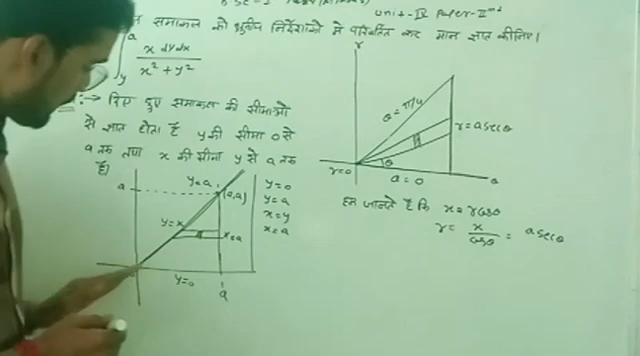 Unit-IV Paper-II nd
समाकल को ध्रुवीय निर्देशांको मे परिवर्तित कर मान ज्ञात कीजिए।
∫ y a x dy dx / x² + y²
:→ दिए हुए समाकल की सीमाओ
से ज्ञात होता है y की सीमा 0 से
a तक तथा x की सीमा y से a तक
है।
y=a
a
(a,a)
y=x
x=a
y=0
a
y=0
y=a
x=y
x=a
Y
θ = π/4
r=a secθ
θ
r=0
a=0
हम जानते है कि x=r cosθ
r= x/cosθ = a secθ